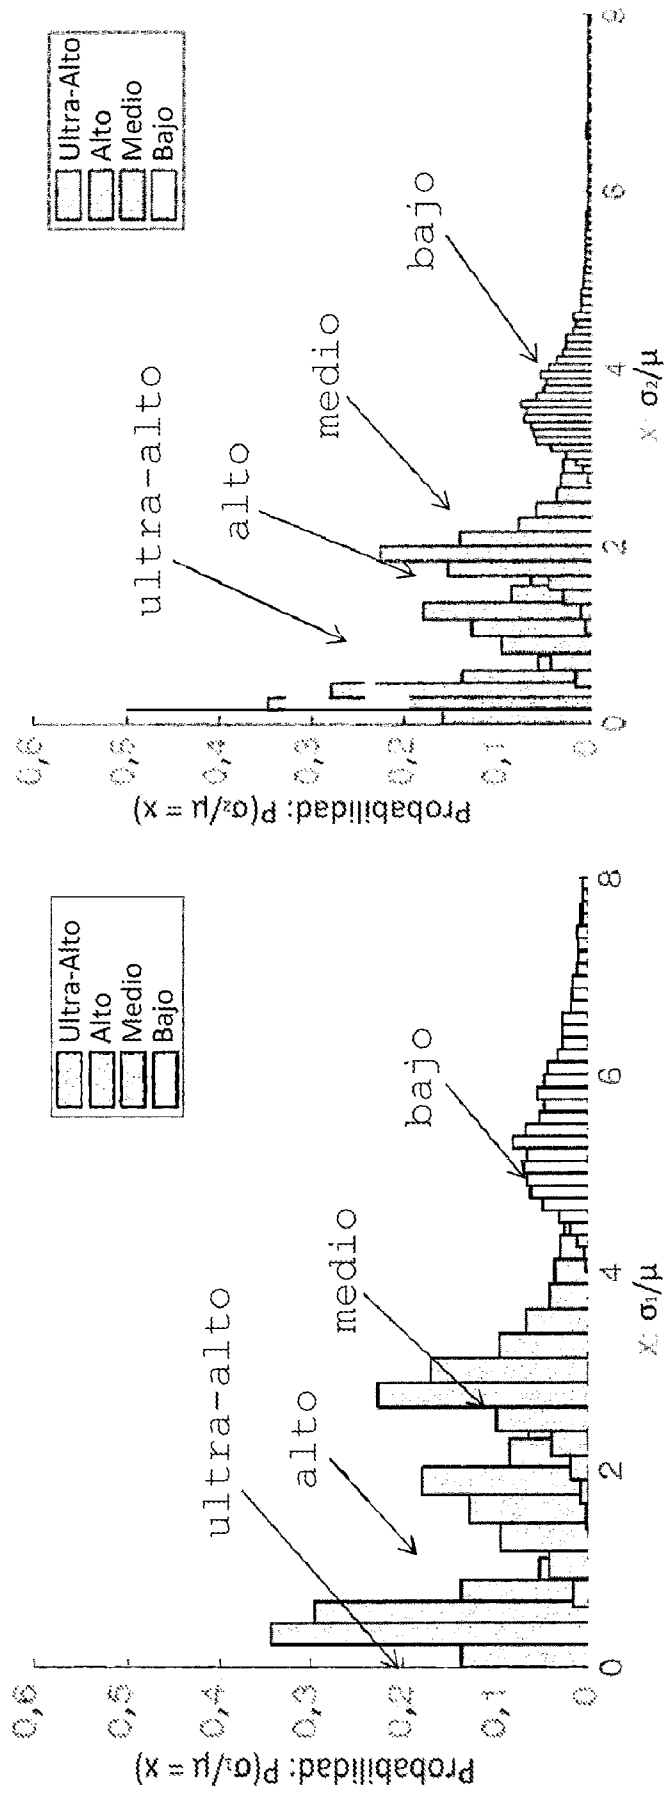 Probabilidad: P(σ₁/μ = x)
0,6
0,5
0,4
0,3
0,2
0,1
0
ultra-alto
alto
medio
bajo
Ultra-Alto
Alto
Medio
Bajo
0 2 4 6 8
x: σ₁/μ
Probabilidad: P(σ₂/μ = x)
0,6
0,5
0,4
0,3
0,2
0,1
0
ultra-alto
alto
medio
bajo
Ultra-Alto
Alto
Medio
Bajo
0 2 4 6 8
x: σ₂/μ